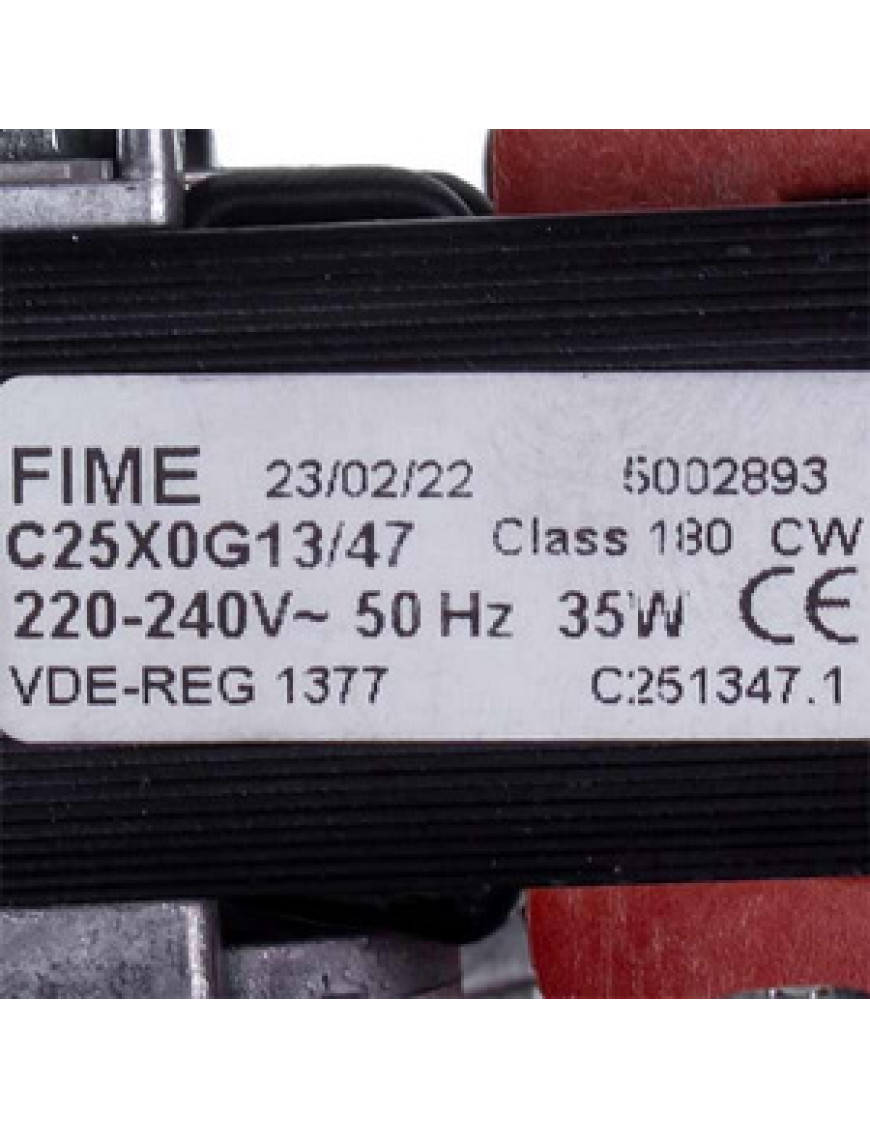 FIME 23/02/22 5002893
C25X0G13/47 Class 180 CW
220-240V~ 50 Hz 35W CE
VDE-REG 1377 C251347.1